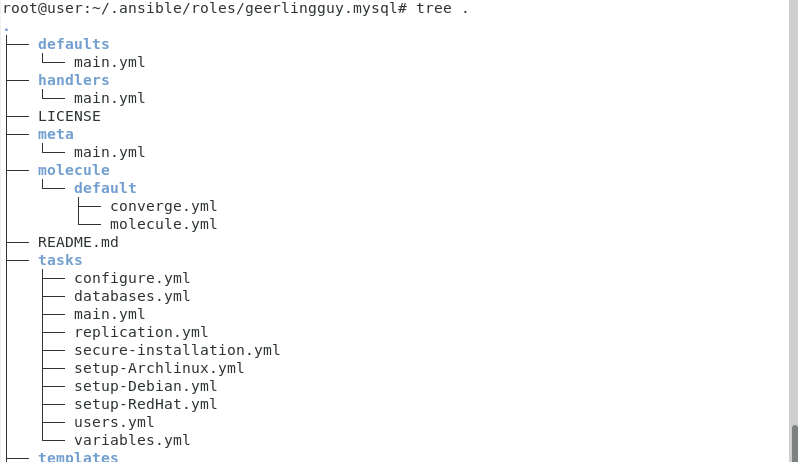 root@user:~/.ansible/roles/geerlingguy.mysql# tree .
.
├── defaults
│   └── main.yml
├── handlers
│   └── main.yml
├── LICENSE
├── meta
│   └── main.yml
├── molecule
│   └── default
│       ├── converge.yml
│       └── molecule.yml
├── README.md
├── tasks
│   ├── configure.yml
│   ├── databases.yml
│   ├── main.yml
│   ├── replication.yml
│   ├── secure-installation.yml
│   ├── setup-Archlinux.yml
│   ├── setup-Debian.yml
│   ├── setup-RedHat.yml
│   ├── users.yml
│   └── variables.yml
├── templates